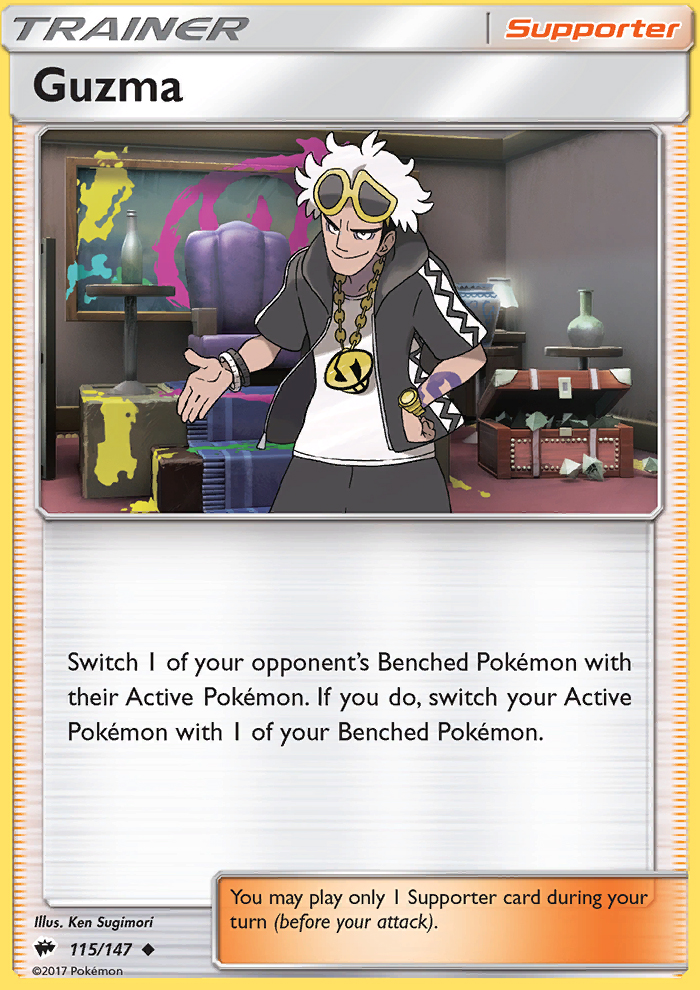 TRAINER
Supporter
Guzma
Switch 1 of your opponent's Benched Pokémon with
their Active Pokémon. If you do, switch your Active
Pokémon with 1 of your Benched Pokémon.
You may play only 1 Supporter card during your
turn (before your attack).
Illus. Ken Sugimori
115/147 ◆
©2017 Pokémon